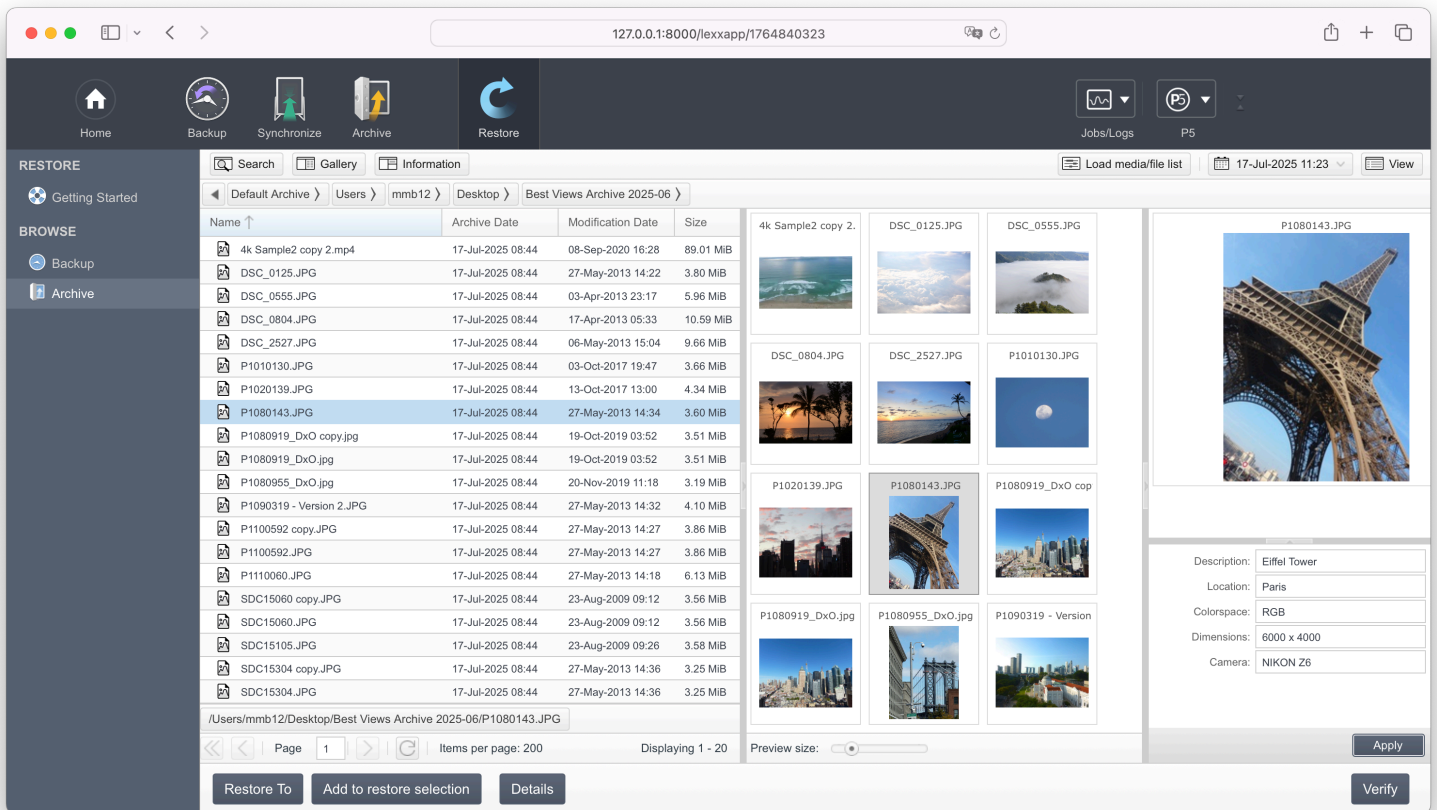 127.0.0.1:8000/lexxapp/1764840323
Home
Backup
Synchronize
Archive
Restore
Jobs/Logs
P5
P5
RESTORE
Getting Started
BROWSE
Backup
Archive
Search
Gallery
Information
Load media/file list
17-Jul-2025 11:23
View
Default Archive
Users
mmb12
Desktop
Best Views Archive 2025-06
Name Archive Date Modification Date Size
4k Sample2 copy 2.mp4 17-Jul-2025 08:44 08-Sep-2020 16:28 89.01 MiB
DSC_0125.JPG 17-Jul-2025 08:44 27-May-2013 14:22 3.80 MiB
DSC_0555.JPG 17-Jul-2025 08:44 03-Apr-2013 23:17 5.96 MiB
DSC_0804.JPG 17-Jul-2025 08:44 17-Apr-2013 05:33 10.59 MiB
DSC_2527.JPG 17-Jul-2025 08:44 06-May-2013 15:04 9.66 MiB
P1010130.JPG 17-Jul-2025 08:44 03-Oct-2017 19:47 3.66 MiB
P1020139.JPG 17-Jul-2025 08:44 13-Oct-2017 13:00 4.34 MiB
P1080143.JPG 17-Jul-2025 08:44 27-May-2013 14:34 3.60 MiB
P1080919_DxO copy.jpg 17-Jul-2025 08:44 19-Oct-2019 03:52 3.51 MiB
P1080919_DxO.jpg 17-Jul-2025 08:44 19-Oct-2019 03:52 3.51 MiB
P1080955_DxO.jpg 17-Jul-2025 08:44 20-Nov-2019 11:18 3.19 MiB
P1090319 - Version 2.JPG 17-Jul-2025 08:44 27-May-2013 14:32 4.10 MiB
P1100592 copy.JPG 17-Jul-2025 08:44 27-May-2013 14:27 3.86 MiB
P1100592.JPG 17-Jul-2025 08:44 27-May-2013 14:27 3.86 MiB
P1110060.JPG 17-Jul-2025 08:44 27-May-2013 14:18 6.13 MiB
SDC15060 copy.JPG 17-Jul-2025 08:44 23-Aug-2009 09:12 3.56 MiB
SDC15060.JPG 17-Jul-2025 08:44 23-Aug-2009 09:12 3.56 MiB
SDC15105.JPG 17-Jul-2025 08:44 23-Aug-2009 09:26 3.58 MiB
SDC15304 copy.JPG 17-Jul-2025 08:44 27-May-2013 14:36 3.25 MiB
SDC15304.JPG 17-Jul-2025 08:44 27-May-2013 14:36 3.25 MiB
/Users/mmb12/Desktop/Best Views Archive 2025-06/P1080143.JPG
Page 1 Items per page: 200 Displaying 1 - 20
4k Sample2 copy 2. DSC_0125.JPG DSC_0555.JPG
DSC_0804.JPG DSC_2527.JPG P1010130.JPG
P1020139.JPG P1080143.JPG P1080919_DxO cop
P1080919_DxO.jpg P1080955_DxO.jpg P1090319 - Version
Preview size:
P1080143.JPG
Description: Eiffel Tower
Location: Paris
Colorspace: RGB
Dimensions: 6000 x 4000
Camera: NIKON Z6
Apply
Restore To
Add to restore selection
Details
Verify